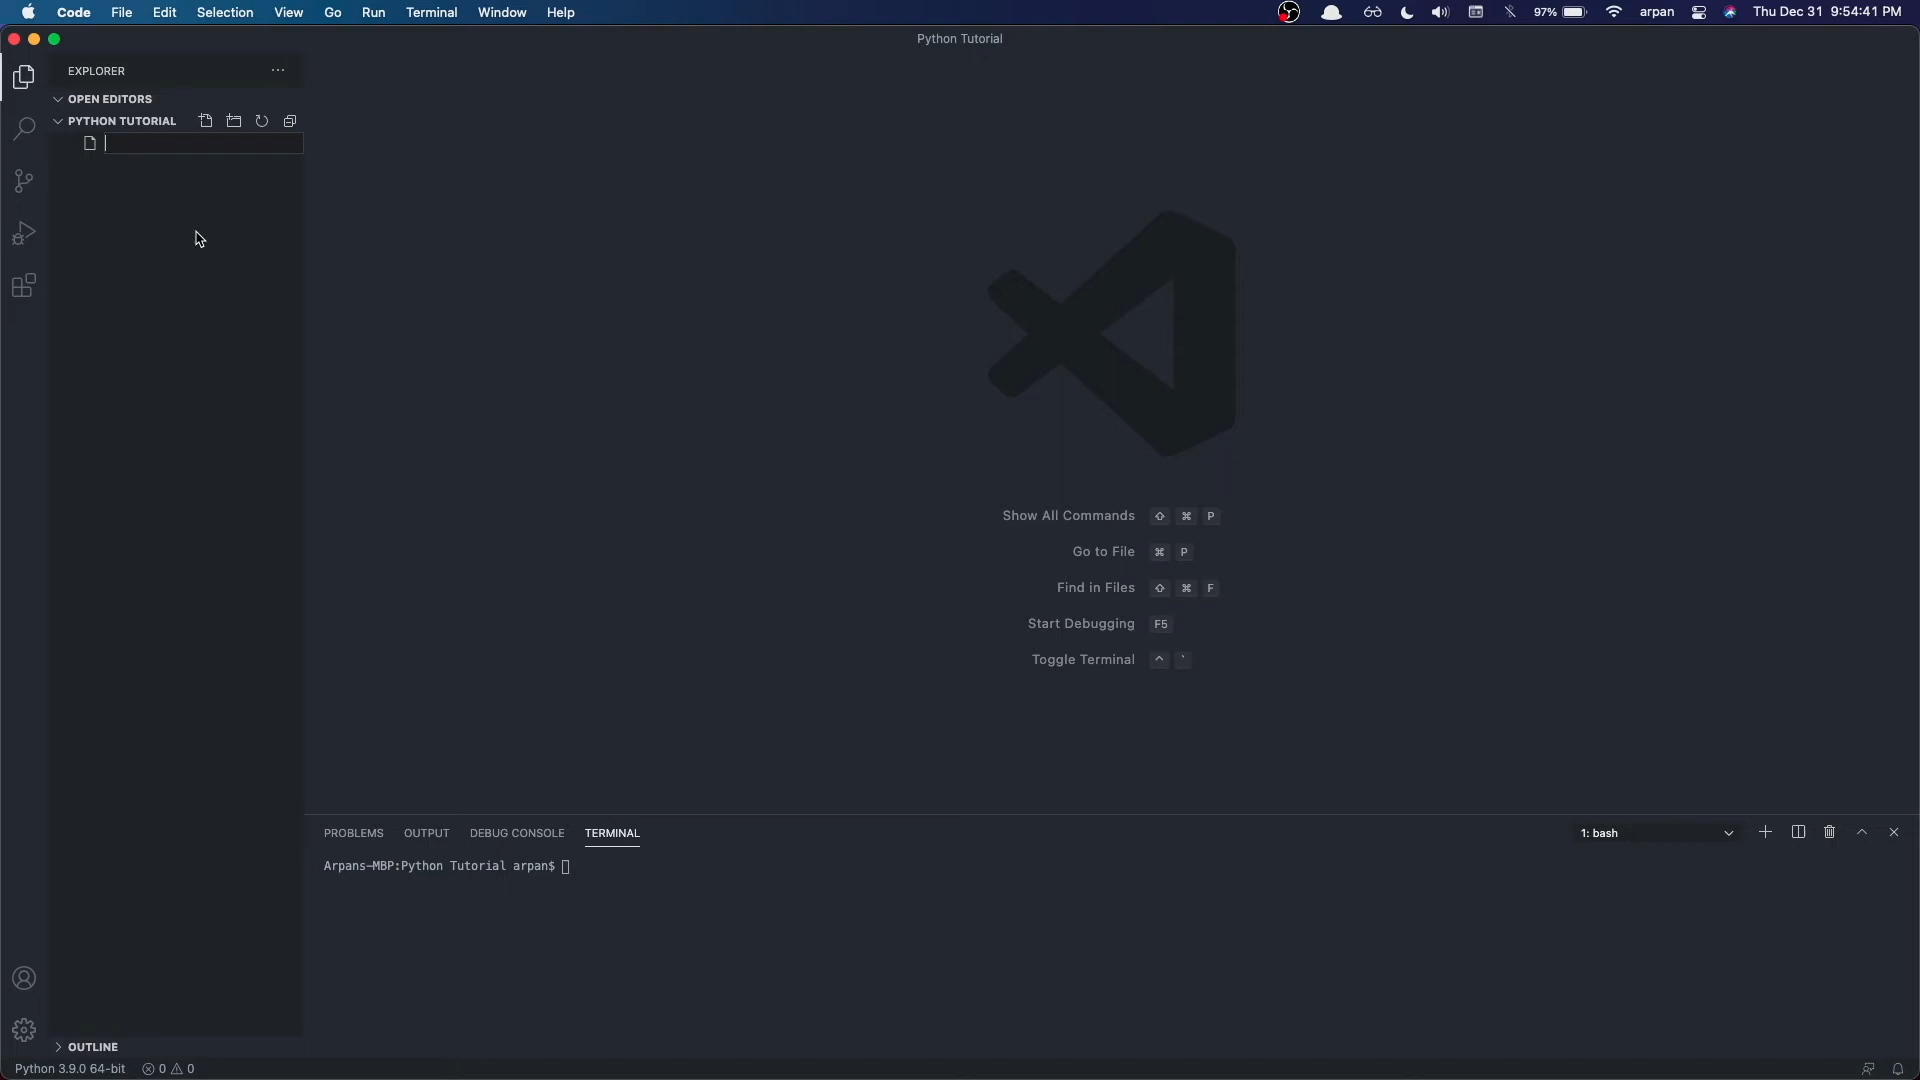 Code File Edit Selection View Go Run Terminal Window Help 97% arpan Thu Dec 31 9:54:41 PM
Python Tutorial
EXPLORER
OPEN EDITORS
PYTHON TUTORIAL
Show All Commands ⇧ ⌘ P
Go to File ⌘ P
Find in Files ⇧ ⌘ F
Start Debugging F5
Toggle Terminal ^ `
PROBLEMS OUTPUT DEBUG CONSOLE TERMINAL 1: bash
Arpans-MBP:Python Tutorial arpan$
OUTLINE
Python 3.9.0 64-bit 0 0